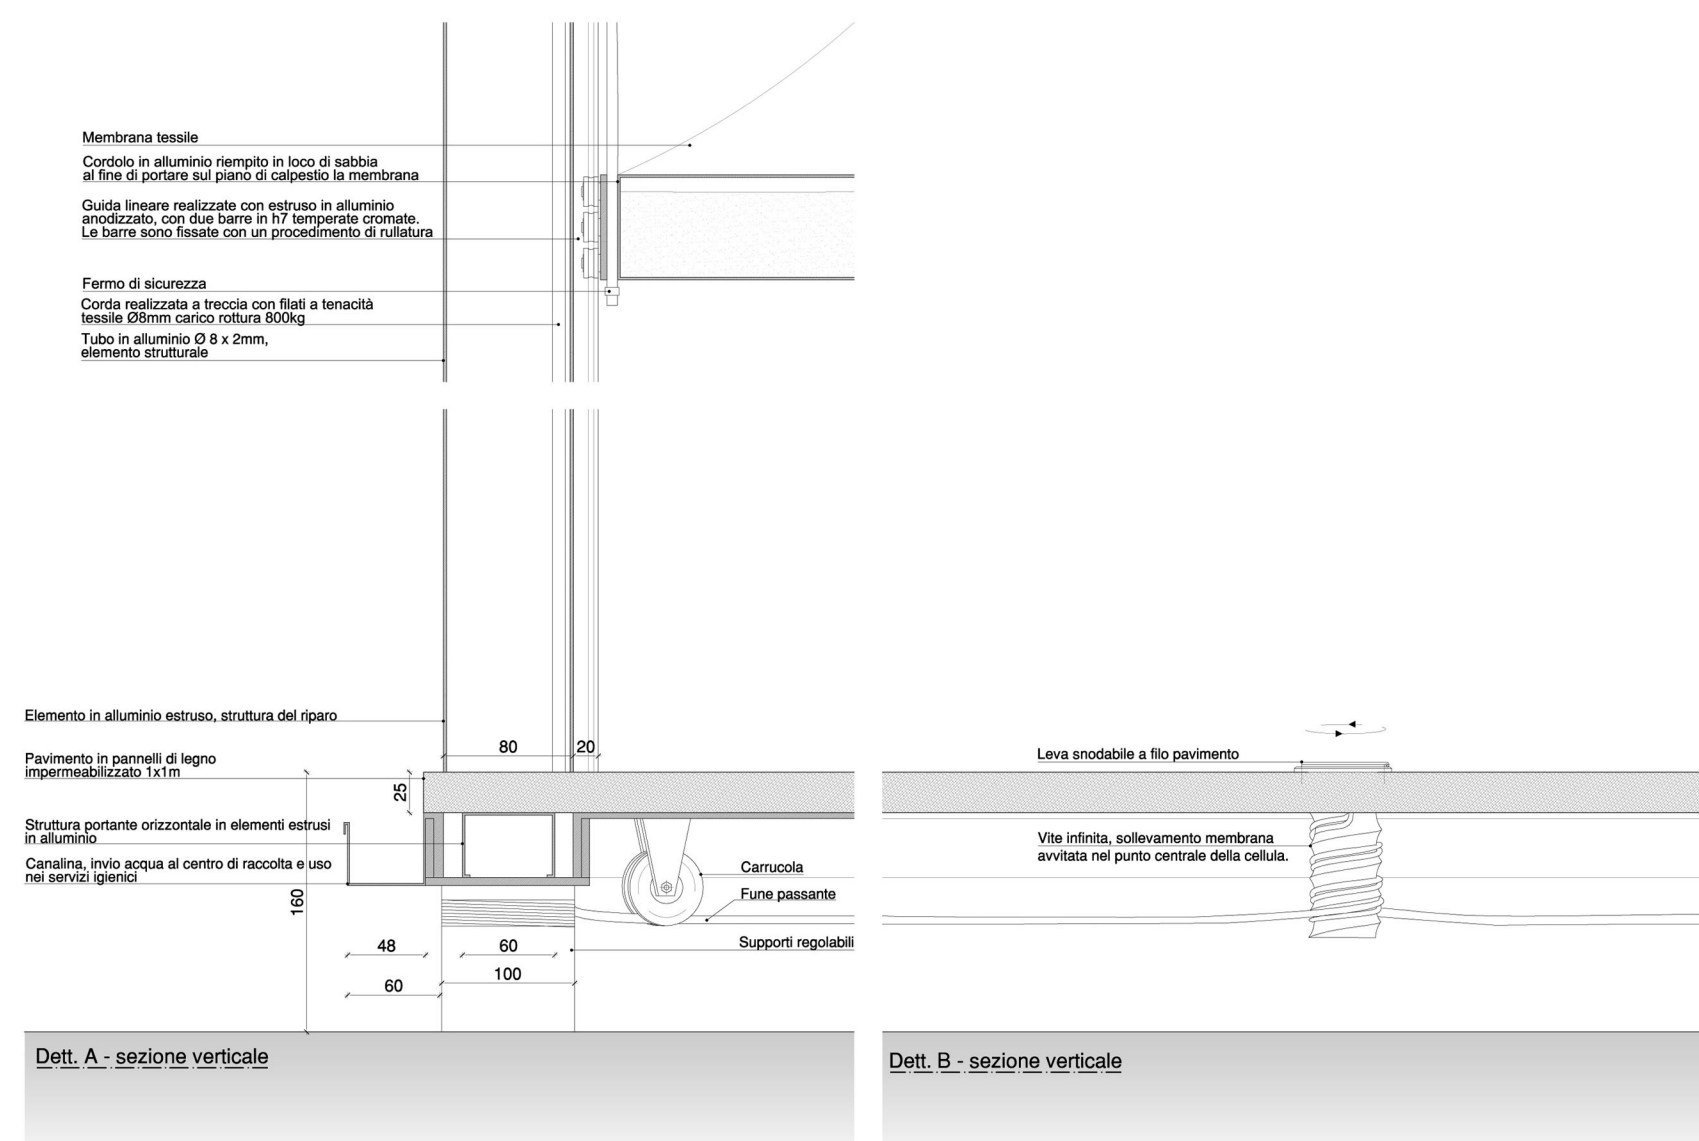 Membrana tessile
Cordolo in alluminio riempito in loco di sabbia
al fine di portare sul piano di calpestio la membrana
Guida lineare realizzate con estruso in alluminio
anodizzato, con due barre in h7 temperate cromate.
Le barre sono fissate con un procedimento di rullatura
Fermo di sicurezza
Corda realizzata a treccia con filati a tenacità
tessile Ø8mm carico rottura 800kg
Tubo in alluminio Ø 8 x 2mm,
elemento strutturale
Elemento in alluminio estruso, struttura del riparo
Pavimento in pannelli di legno
impermeabilizzato 1x1m
Struttura portante orizzontale in elementi estrusi
in alluminio
Canalina, invio acqua al centro di raccolta e uso
nei servizi igienici
80
20
25
160
Carrucola
Fune passante
Supporti regolabili
48
60
100
60
Dett. A - sezione verticale
Leva snodabile a filo pavimento
Vite infinita, sollevamento membrana
avvitata nel punto centrale della cellula.
Dett. B - sezione verticale